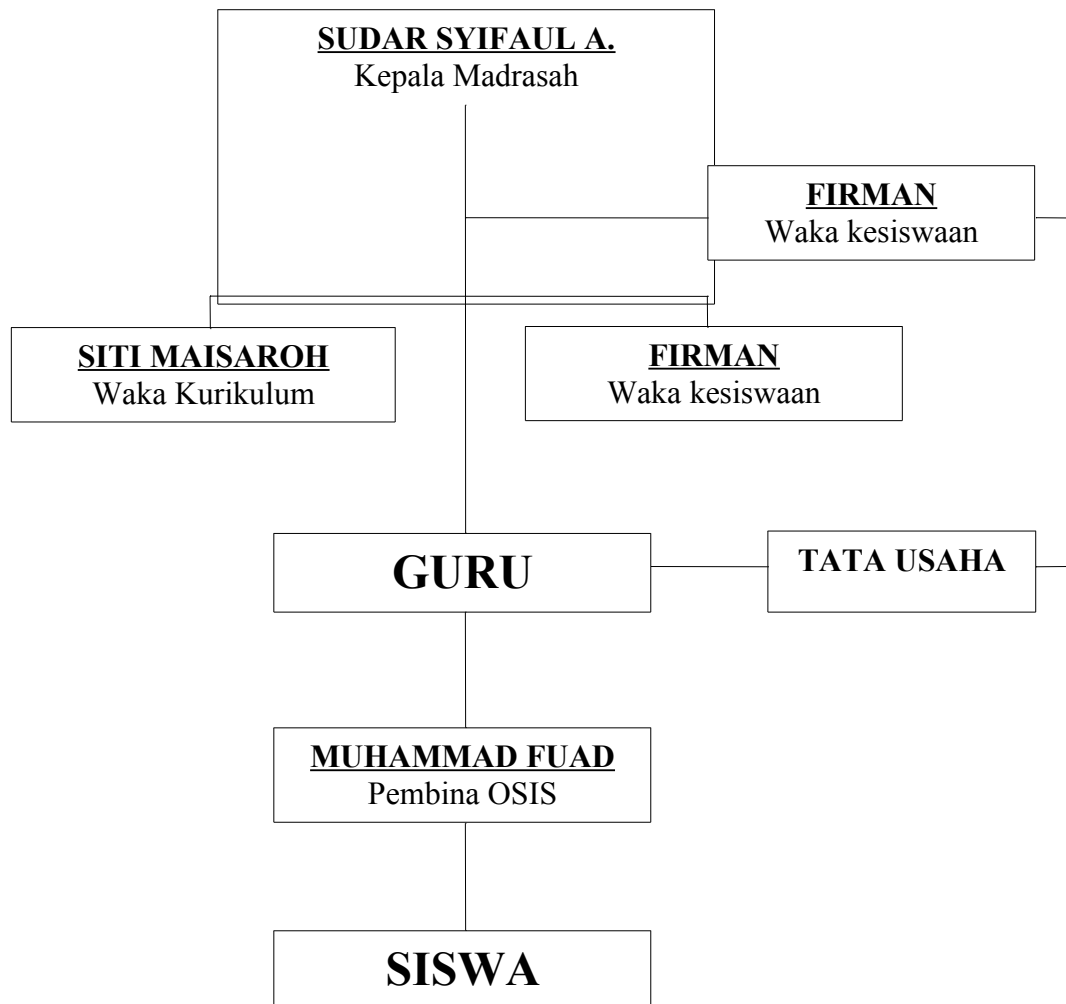 SUDAR SYIFAUL A.
Kepala Madrasah
FIRMAN
Waka kesiswaan
SITI MAISAROH
Waka Kurikulum
FIRMAN
Waka kesiswaan
GURU
TATA USAHA
MUHAMMAD FUAD
Pembina OSIS
SISWA